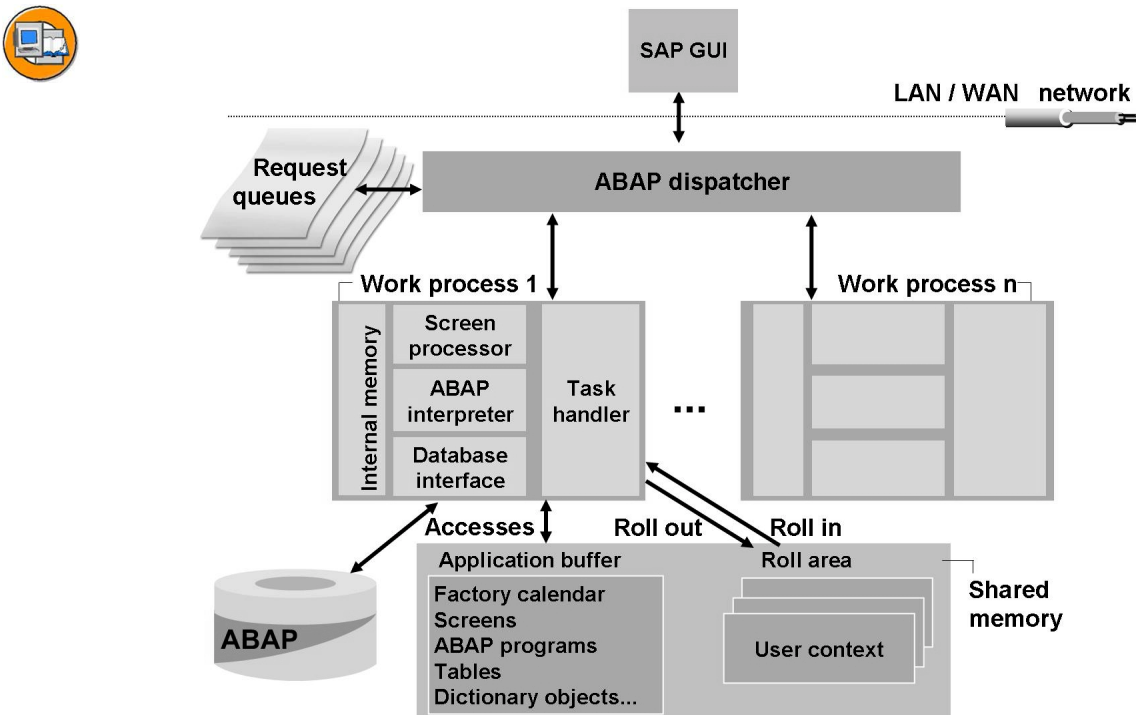 SAP GUI
LAN / WAN network
Request
queues
ABAP dispatcher
Work process 1
Work process n
Internal memory
Screen
processor
ABAP
interpreter
Database
interface
Task
handler
...
Accesses
Roll out
Roll in
Application buffer
Roll area
Factory calendar
Screens
ABAP programs
Tables
Dictionary objects...
User context
Shared
memory
ABAP